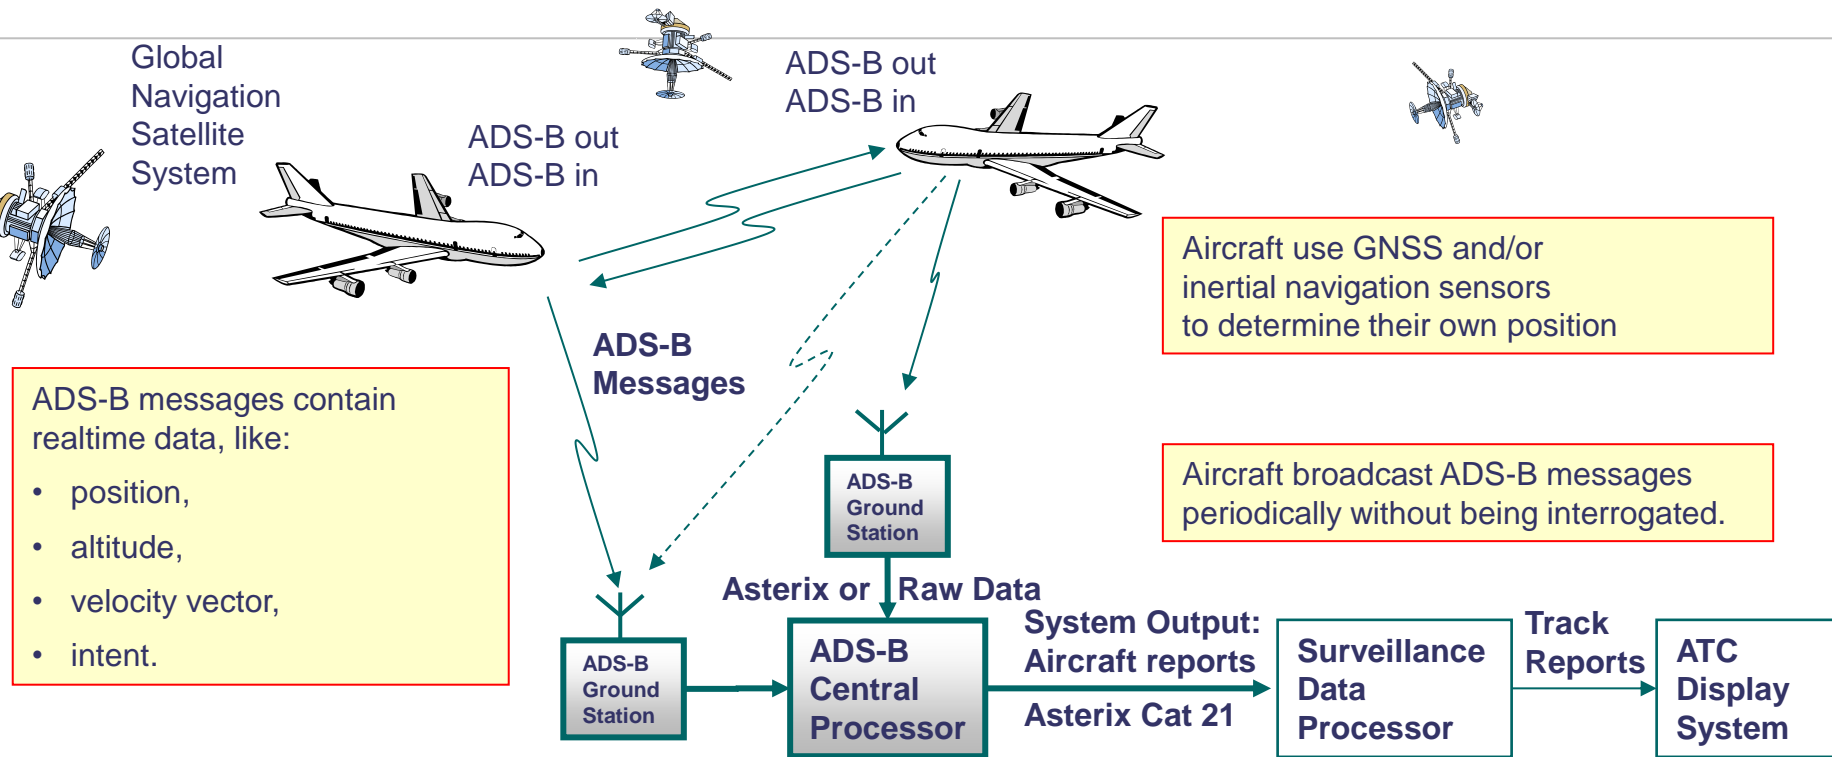 Global
Navigation
Satellite
System
ADS-B out
ADS-B in
ADS-B out
ADS-B in
Aircraft use GNSS and/or
inertial navigation sensors
to determine their own position
ADS-B
Messages
ADS-B messages contain
realtime data, like:
• position,
• altitude,
• velocity vector,
• intent.
Aircraft broadcast ADS-B messages
periodically without being interrogated.
ADS-B
Ground
Station
Asterix or Raw Data
ADS-B
Ground
Station
ADS-B
Central
Processor
System Output:
Aircraft reports
Asterix Cat 21
Surveillance
Data
Processor
Track
Reports
ATC
Display
System